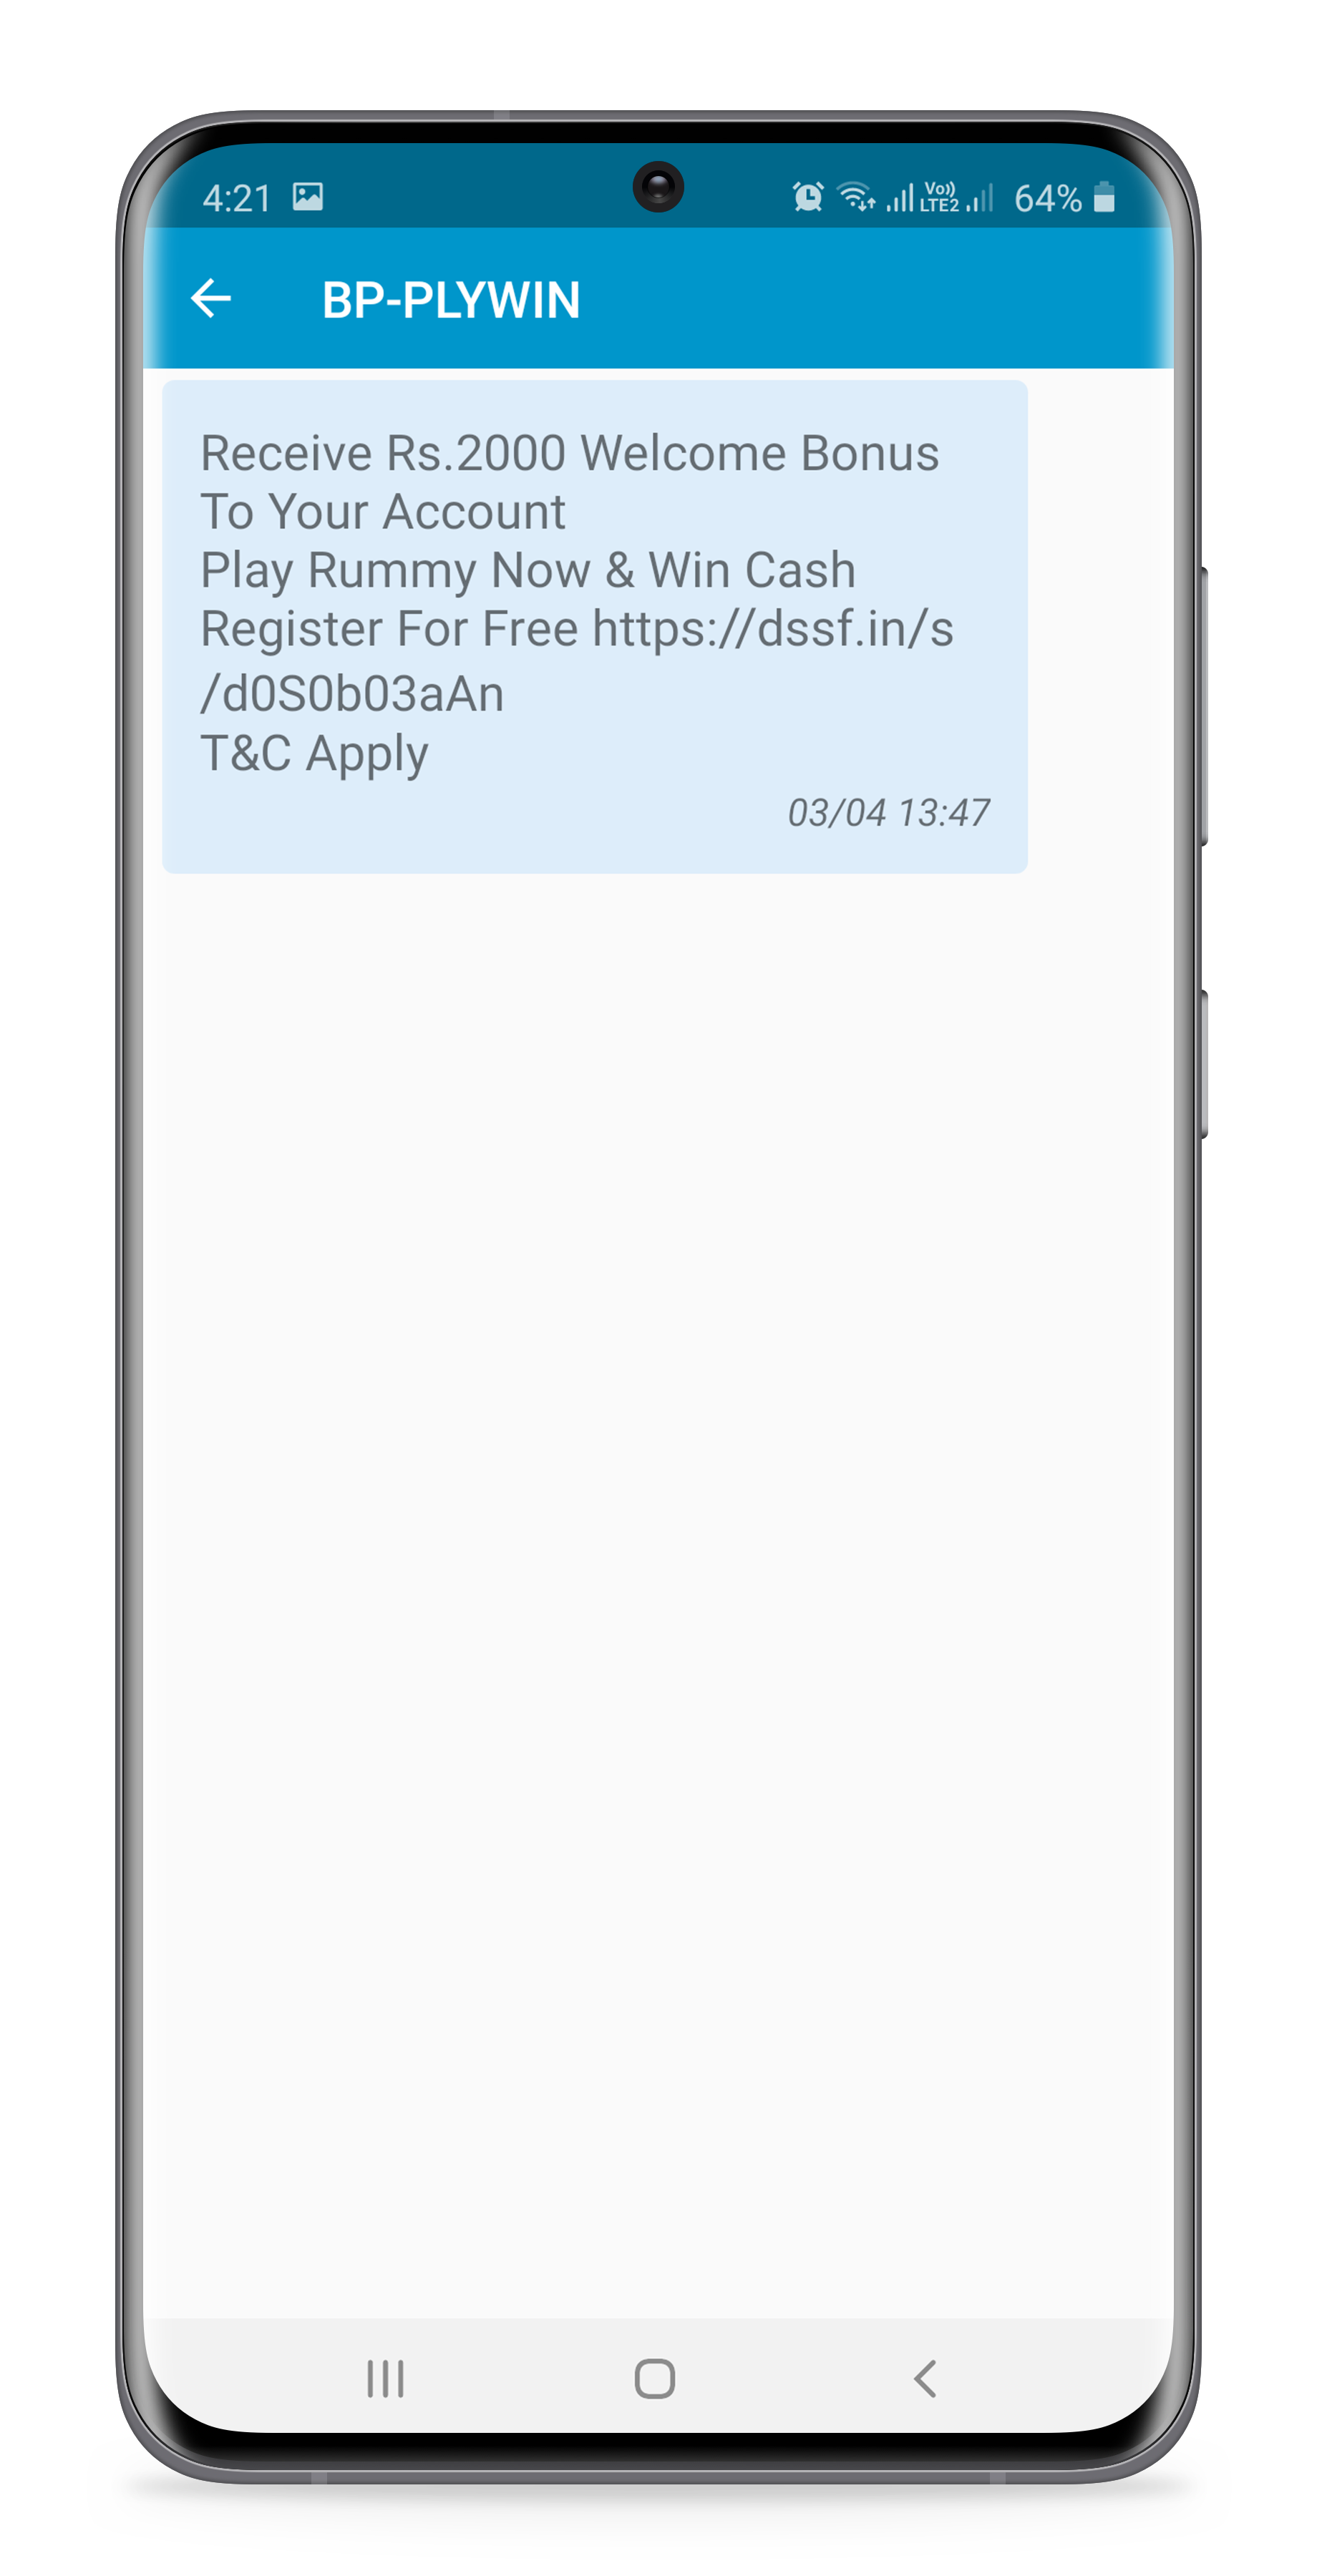 4:21 Vo)) LTE2 64%
BP-PLYWIN
Receive Rs.2000 Welcome Bonus
To Your Account
Play Rummy Now & Win Cash
Register For Free https://dssf.in/s
/d0S0b03aAn
T&C Apply
03/04 13:47